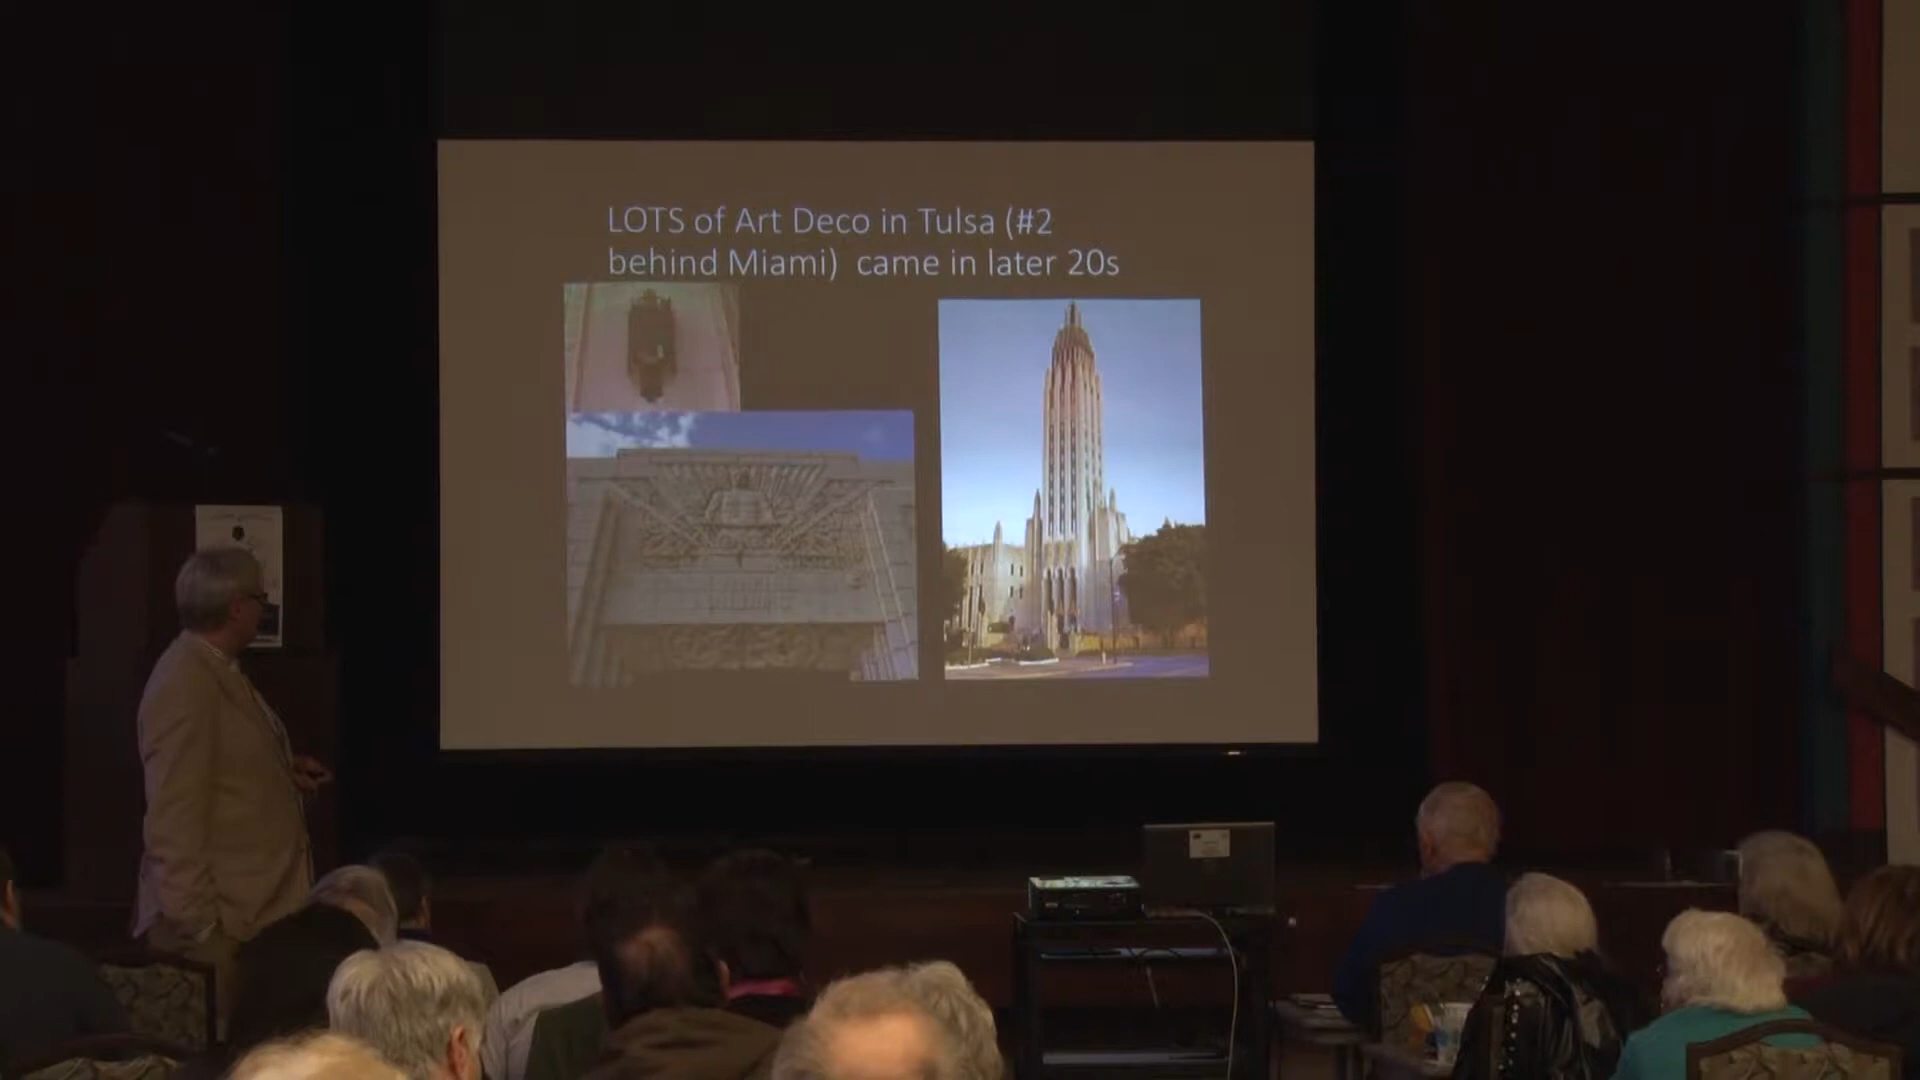 LOTS of Art Deco in Tulsa (#2
behind Miami)  came in later 20s